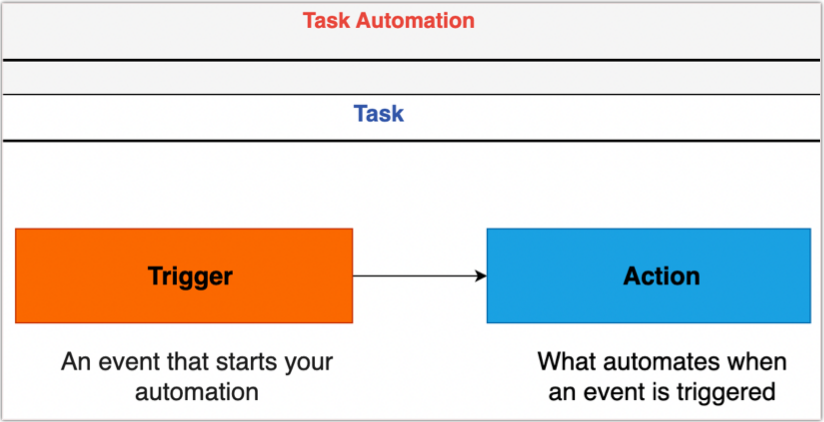 Task Automation
Task
Trigger
Action
An event that starts your
automation
What automates when
an event is triggered